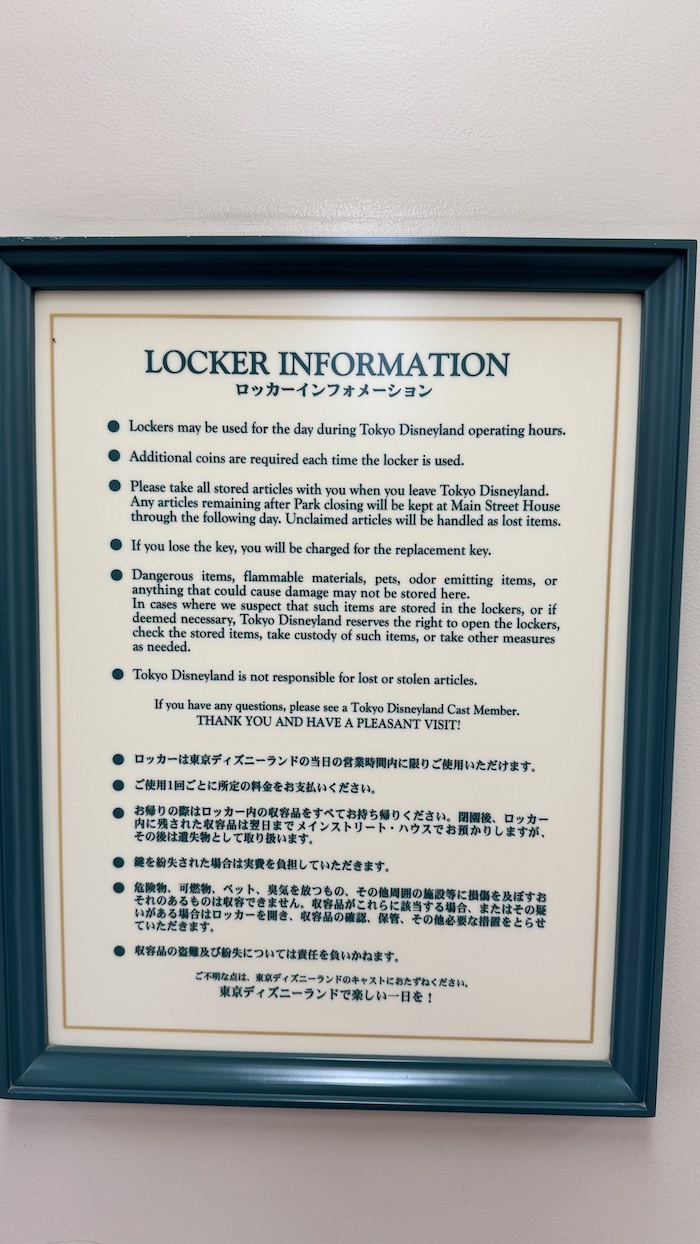 LOCKER INFORMATION
ロッカーインフォメーション
● Lockers may be used for the day during Tokyo Disneyland operating hours.
● Additional coins are required each time the locker is used.
● Please take all stored articles with you when you leave Tokyo Disneyland.
Any articles remaining after Park closing will be kept at Main Street House
through the following day. Unclaimed articles will be handled as lost items.
● If you lose the key, you will be charged for the replacement key.
● Dangerous items, flammable materials, pets, odor emitting items, or
anything that could cause damage may not be stored here.
In cases where we suspect that such items are stored in the lockers, or if
deemed necessary, Tokyo Disneyland reserves the right to open the lockers,
check the stored items, take custody of such items, or take other measures
as needed.
● Tokyo Disneyland is not responsible for lost or stolen articles.
If you have any questions, please see a Tokyo Disneyland Cast Member.
THANK YOU AND HAVE A PLEASANT VISIT!
● ロッカーは東京ディズニーランドの当日の営業時間内に限りご使用いただけます。
● ご使用1回ごとに所定の料金をお支払いください。
● お帰りの際はロッカー内の収容品をすべてお持ち帰りください。閉園後、ロッカー
内に残された収容品は翌日までメインストリート・ハウスでお預かりしますが、
その後は遺失物として取り扱います。
● 鍵を紛失された場合は実費を負担していただきます。
● 危険物、可燃物、ペット、臭気を放つもの、その他周囲の施設等に損傷を及ぼすお
それのあるものは収容できません。収容品がこれらに該当する場合、またはその疑
いがある場合はロッカーを開き、収容品の確認、保管、その他必要な措置をとらせ
ていただきます。
● 収容品の盗難及び紛失については責任を負いかねます。
ご不明な点は、東京ディズニーランドのキャストにおたずねください。
東京ディズニーランドで楽しい一日を！